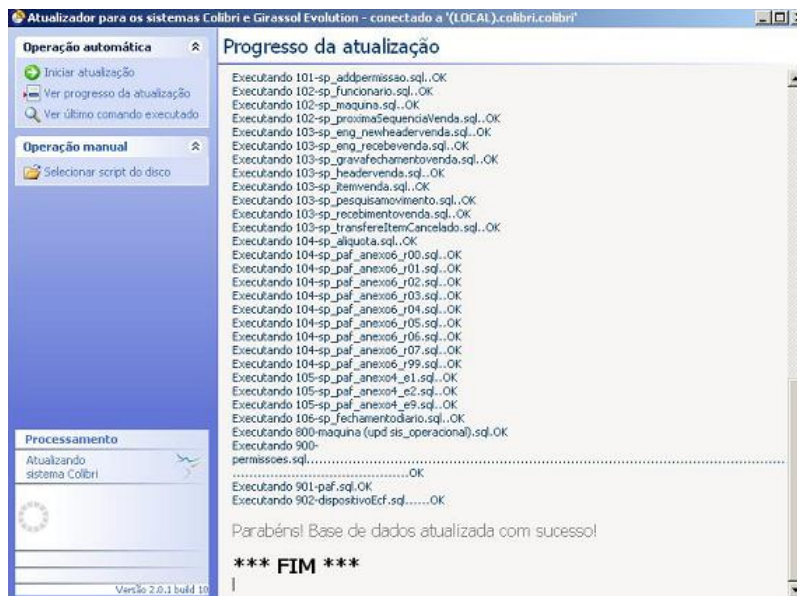 Atualizador para os sistemas Colibri e Girassol Evolution - conectado a '(LOCAL).colibri.colibri'
Operação automática
Iniciar atualização
Ver progresso da atualização
Ver último comando executado
Operação manual
Selecionar script do disco
Processamento
Atualizando
sistema Colibri
Versão 2.0.1 build 10
Progresso da atualização
Executando 101-sp_addpermissao.sql..OK
Executando 102-sp_funcionario.sql..OK
Executando 102-sp_maquina.sql..OK
Executando 102-sp_proximaSequenciaVenda.sql..OK
Executando 103-sp_eng_newheadervenda.sql..OK
Executando 103-sp_eng_recebevenda.sql..OK
Executando 103-sp_gravafechamentovenda.sql..OK
Executando 103-sp_headervenda.sql..OK
Executando 103-sp_itemvenda.sql..OK
Executando 103-sp_pesquisamovimento.sql..OK
Executando 103-sp_recebimentovenda.sql..OK
Executando 103-sp_transfereItemCancelado.sql..OK
Executando 104-sp_aliquota.sql..OK
Executando 104-sp_paf_anexo6_r00.sql..OK
Executando 104-sp_paf_anexo6_r01.sql..OK
Executando 104-sp_paf_anexo6_r02.sql..OK
Executando 104-sp_paf_anexo6_r03.sql..OK
Executando 104-sp_paf_anexo6_r04.sql..OK
Executando 104-sp_paf_anexo6_r05.sql..OK
Executando 104-sp_paf_anexo6_r06.sql..OK
Executando 104-sp_paf_anexo6_r07.sql..OK
Executando 104-sp_paf_anexo6_r99.sql..OK
Executando 105-sp_paf_anexo4_e1.sql..OK
Executando 105-sp_paf_anexo4_e2.sql..OK
Executando 105-sp_paf_anexo4_e9.sql..OK
Executando 106-sp_fechamentodiario.sql..OK
Executando 800-maquina (upd sis_operacional).sql.OK
Executando 900-
permissoes.sql..............................................................................................................
..........................................OK
Executando 901-paf.sql.OK
Executando 902-dispositivoEcf.sql......OK
Parabéns! Base de dados atualizada com sucesso!
*** FIM ***